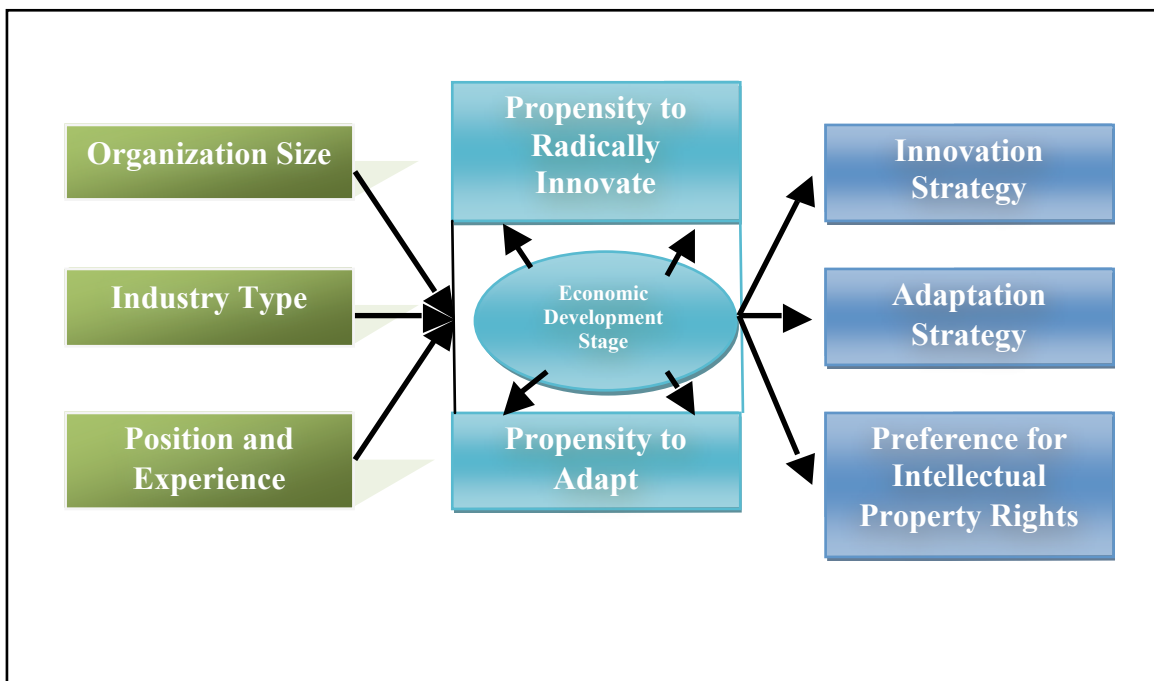 Organization Size
Industry Type
Position and
Experience
Propensity to
Radically
Innovate
Economic
Development
Stage
Propensity to
Adapt
Innovation
Strategy
Adaptation
Strategy
Preference for
Intellectual
Property Rights